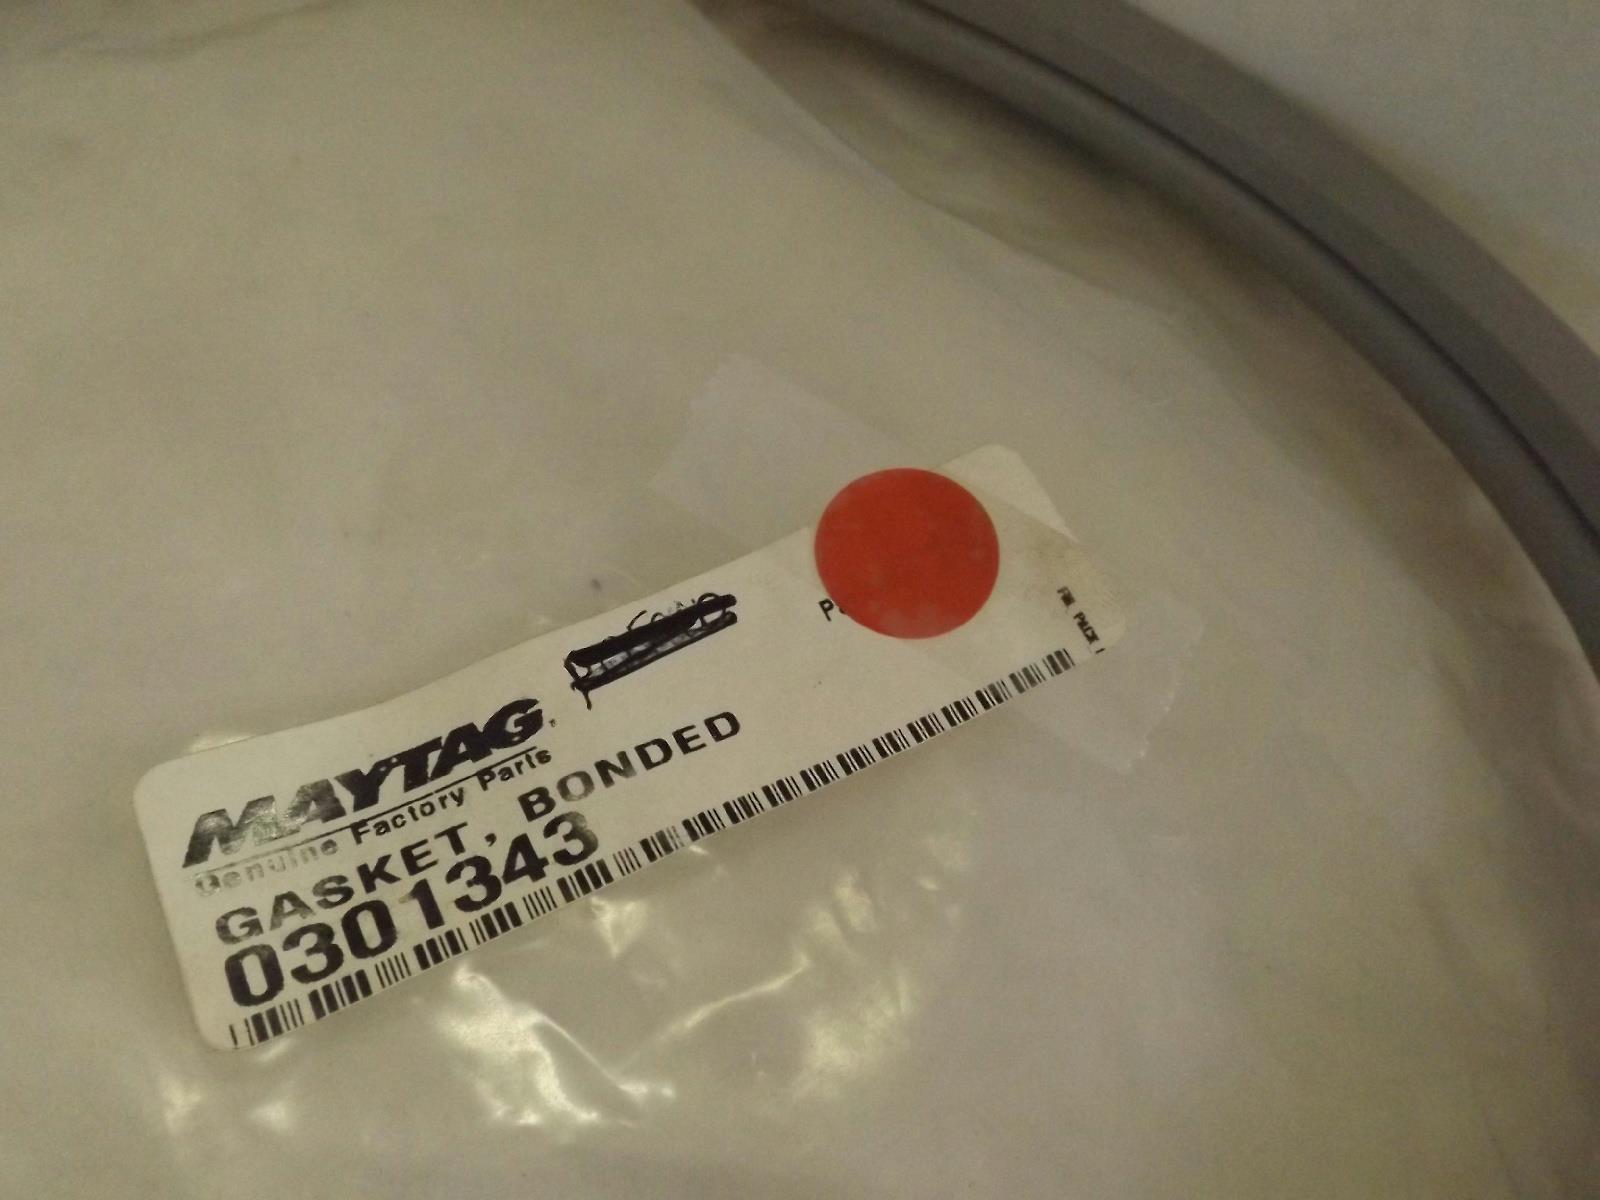 MAYTAG
Genuine Factory Parts
GASKET, BONDED
0301343